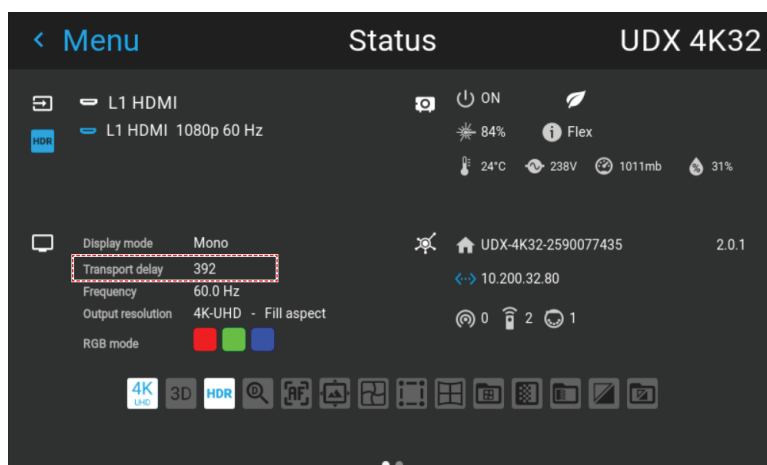 Menu
Status
UDX 4K32
L1 HDMI
HDR
L1 HDMI 1080p 60 Hz
ON
84%
Flex
24°C
238V
1011mb
31%
Display mode Mono
Transport delay 392
Frequency 60.0 Hz
Output resolution 4K-UHD - Fill aspect
RGB mode
UDX-4K32-2590077435
2.0.1
10.200.32.80
0
2
1
4K UHD
3D
HDR
D
AF